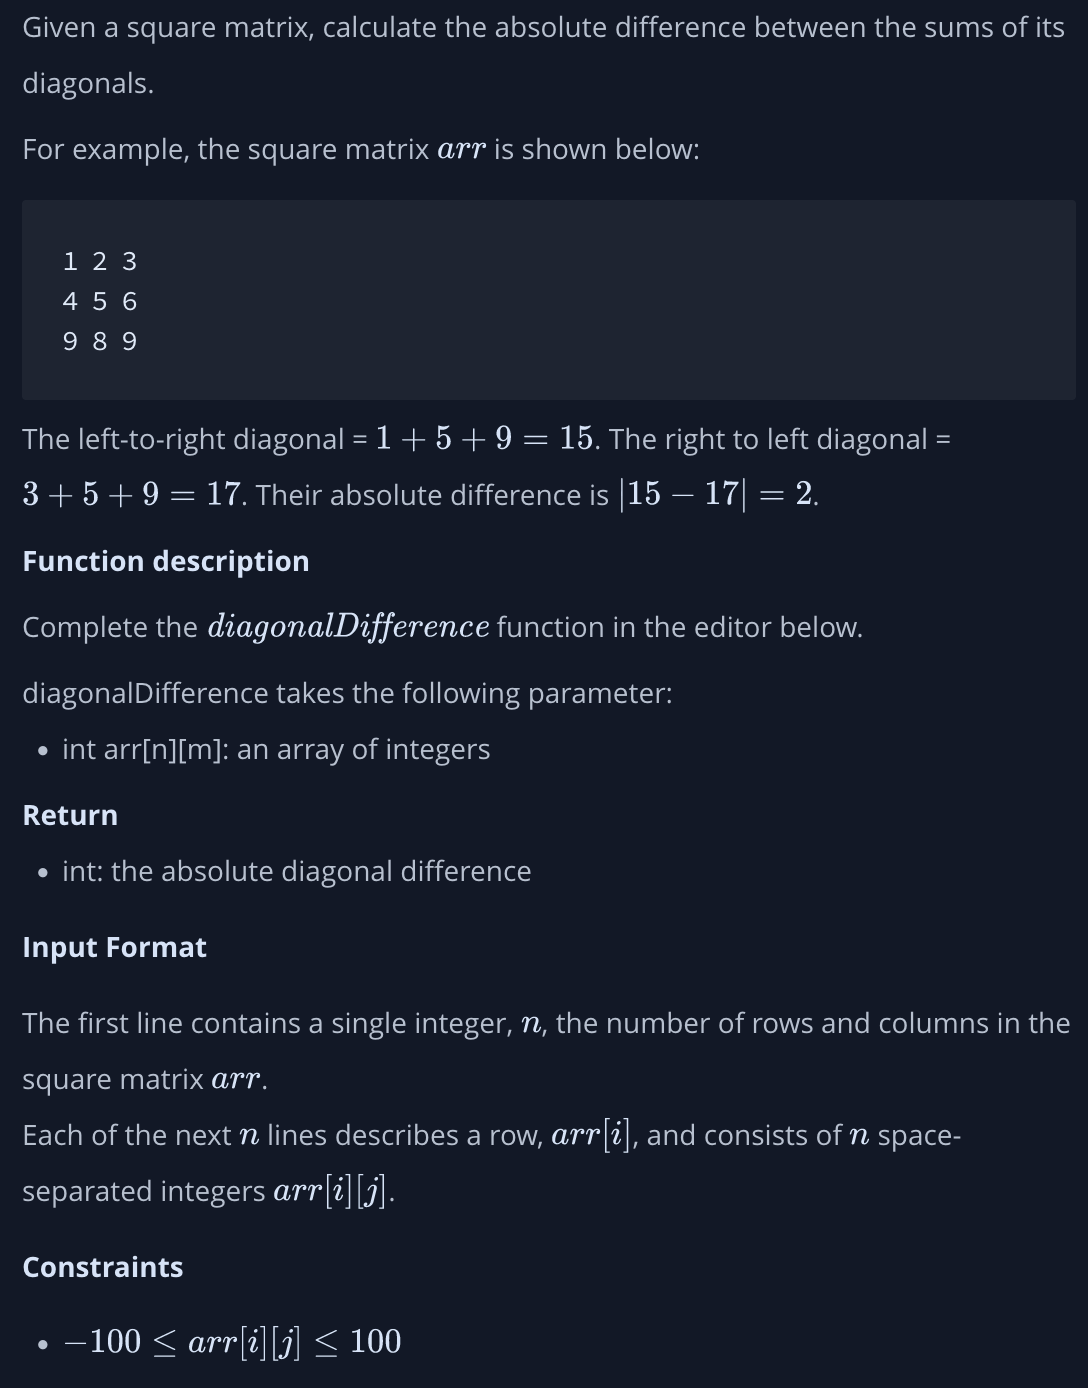 Given a square matrix, calculate the absolute difference between the sums of its
diagonals.
For example, the square matrix arr is shown below:
1 2 3
4 5 6
9 8 9
The left-to-right diagonal = 1 + 5 + 9 = 15. The right to left diagonal =
3 + 5 + 9 = 17. Their absolute difference is |15 − 17| = 2.
Function description
Complete the diagonalDifference function in the editor below.
diagonalDifference takes the following parameter:
• int arr[n][m]: an array of integers
Return
• int: the absolute diagonal difference
Input Format
The first line contains a single integer, n, the number of rows and columns in the
square matrix arr.
Each of the next n lines describes a row, arr[i], and consists of n space-
separated integers arr[i][j].
Constraints
• −100 ≤ arr[i][j] ≤ 100